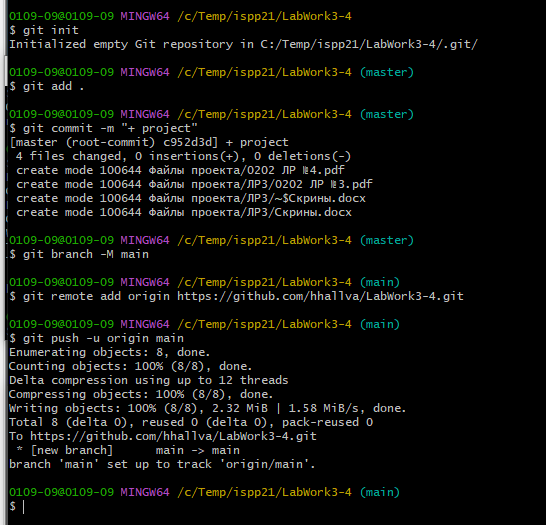 0109-09@0109-09 MINGW64 /c/Temp/ispp21/LabWork3-4
$ git init
Initialized empty Git repository in C:/Temp/ispp21/LabWork3-4/.git/
0109-09@0109-09 MINGW64 /c/Temp/ispp21/LabWork3-4 (master)
$ git add .
0109-09@0109-09 MINGW64 /c/Temp/ispp21/LabWork3-4 (master)
$ git commit -m "+ project"
[master (root-commit) c952d3d] + project
4 files changed, 0 insertions(+), 0 deletions(-)
create mode 100644 файлы проекта/0202 ЛР №4.pdf
create mode 100644 файлы проекта/ЛР3/0202 ЛР №3.pdf
create mode 100644 файлы проекта/ЛР3/~$Скрины.docx
create mode 100644 файлы проекта/ЛР3/Скрины.docx
0109-09@0109-09 MINGW64 /c/Temp/ispp21/LabWork3-4 (master)
$ git branch -M main
0109-09@0109-09 MINGW64 /c/Temp/ispp21/LabWork3-4 (main)
$ git remote add origin https://github.com/hhallva/LabWork3-4.git
0109-09@0109-09 MINGW64 /c/Temp/ispp21/LabWork3-4 (main)
$ git push -u origin main
Enumerating objects: 8, done.
Counting objects: 100% (8/8), done.
Delta compression using up to 12 threads
Compressing objects: 100% (8/8), done.
Writing objects: 100% (8/8), 2.32 MiB | 1.58 MiB/s, done.
Total 8 (delta 0), reused 0 (delta 0), pack-reused 0
To https://github.com/hhallva/LabWork3-4.git
* [new branch]      main -> main
branch 'main' set up to track 'origin/main'.
0109-09@0109-09 MINGW64 /c/Temp/ispp21/LabWork3-4 (main)
$